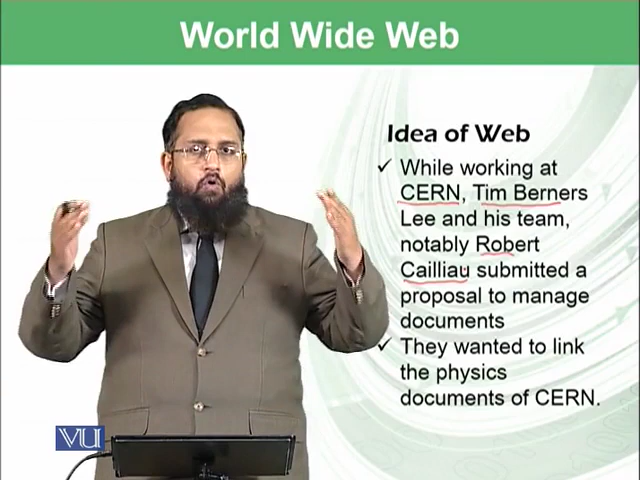 World Wide Web
Idea of Web
✓ While working at
CERN, Tim Berners
Lee and his team,
notably Robert
Cailliau submitted a
proposal to manage
documents
✓ They wanted to link
the physics
documents of CERN.
VU